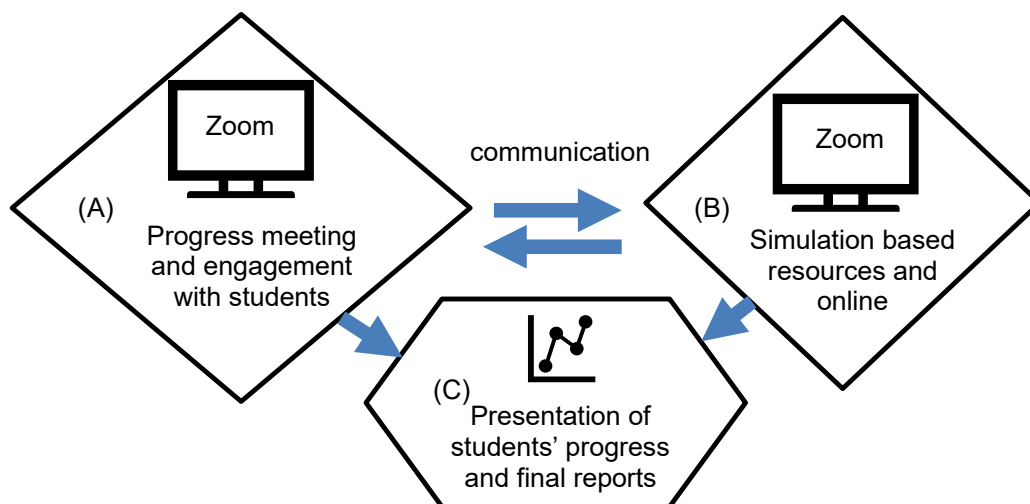 Zoom
(A)
Progress meeting
and engagement
with students
communication
Zoom
(B)
Simulation based
resources and
online
(C)
Presentation of
students’ progress
and final reports